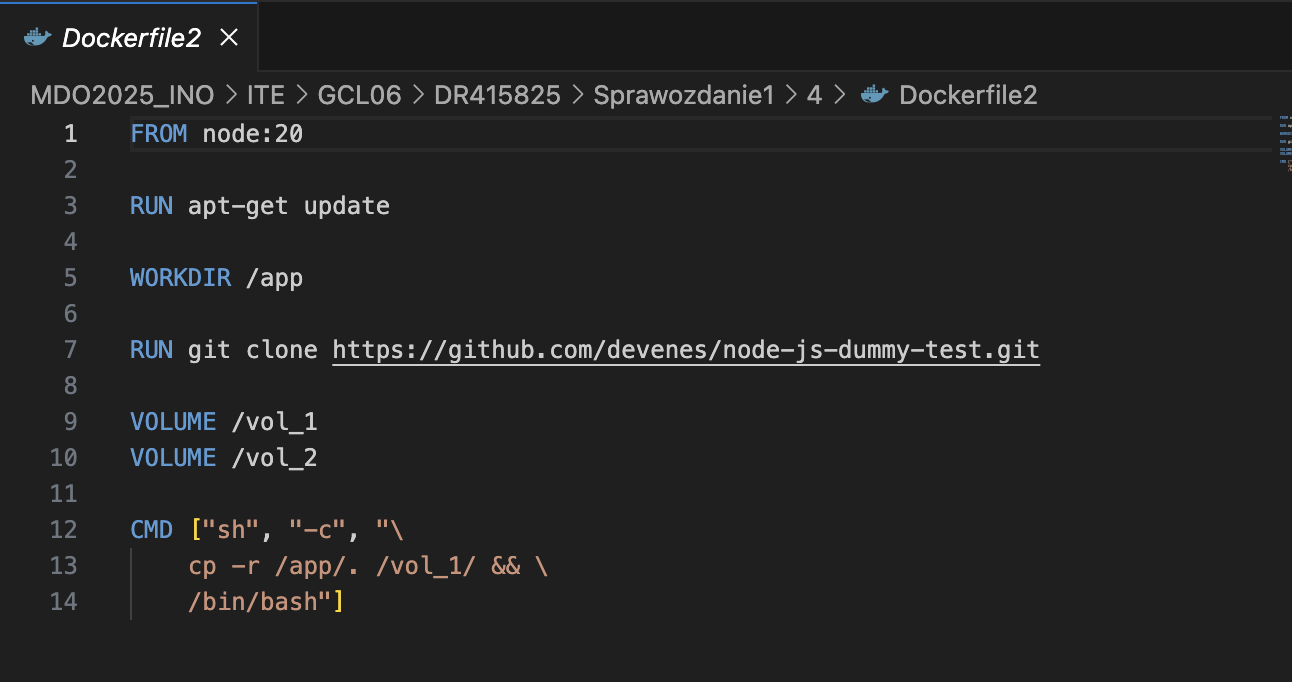 Dockerfile2
MDO2025_INO > ITE > GCL06 > DR415825 > Sprawozdanie1 > 4 > Dockerfile2
1 FROM node:20
2
3 RUN apt-get update
4
5 WORKDIR /app
6
7 RUN git clone https://github.com/devenes/node-js-dummy-test.git
8
9 VOLUME /vol_1
10 VOLUME /vol_2
11
12 CMD ["sh", "-c", "\
13     cp -r /app/. /vol_1/ && \
14     /bin/bash"]